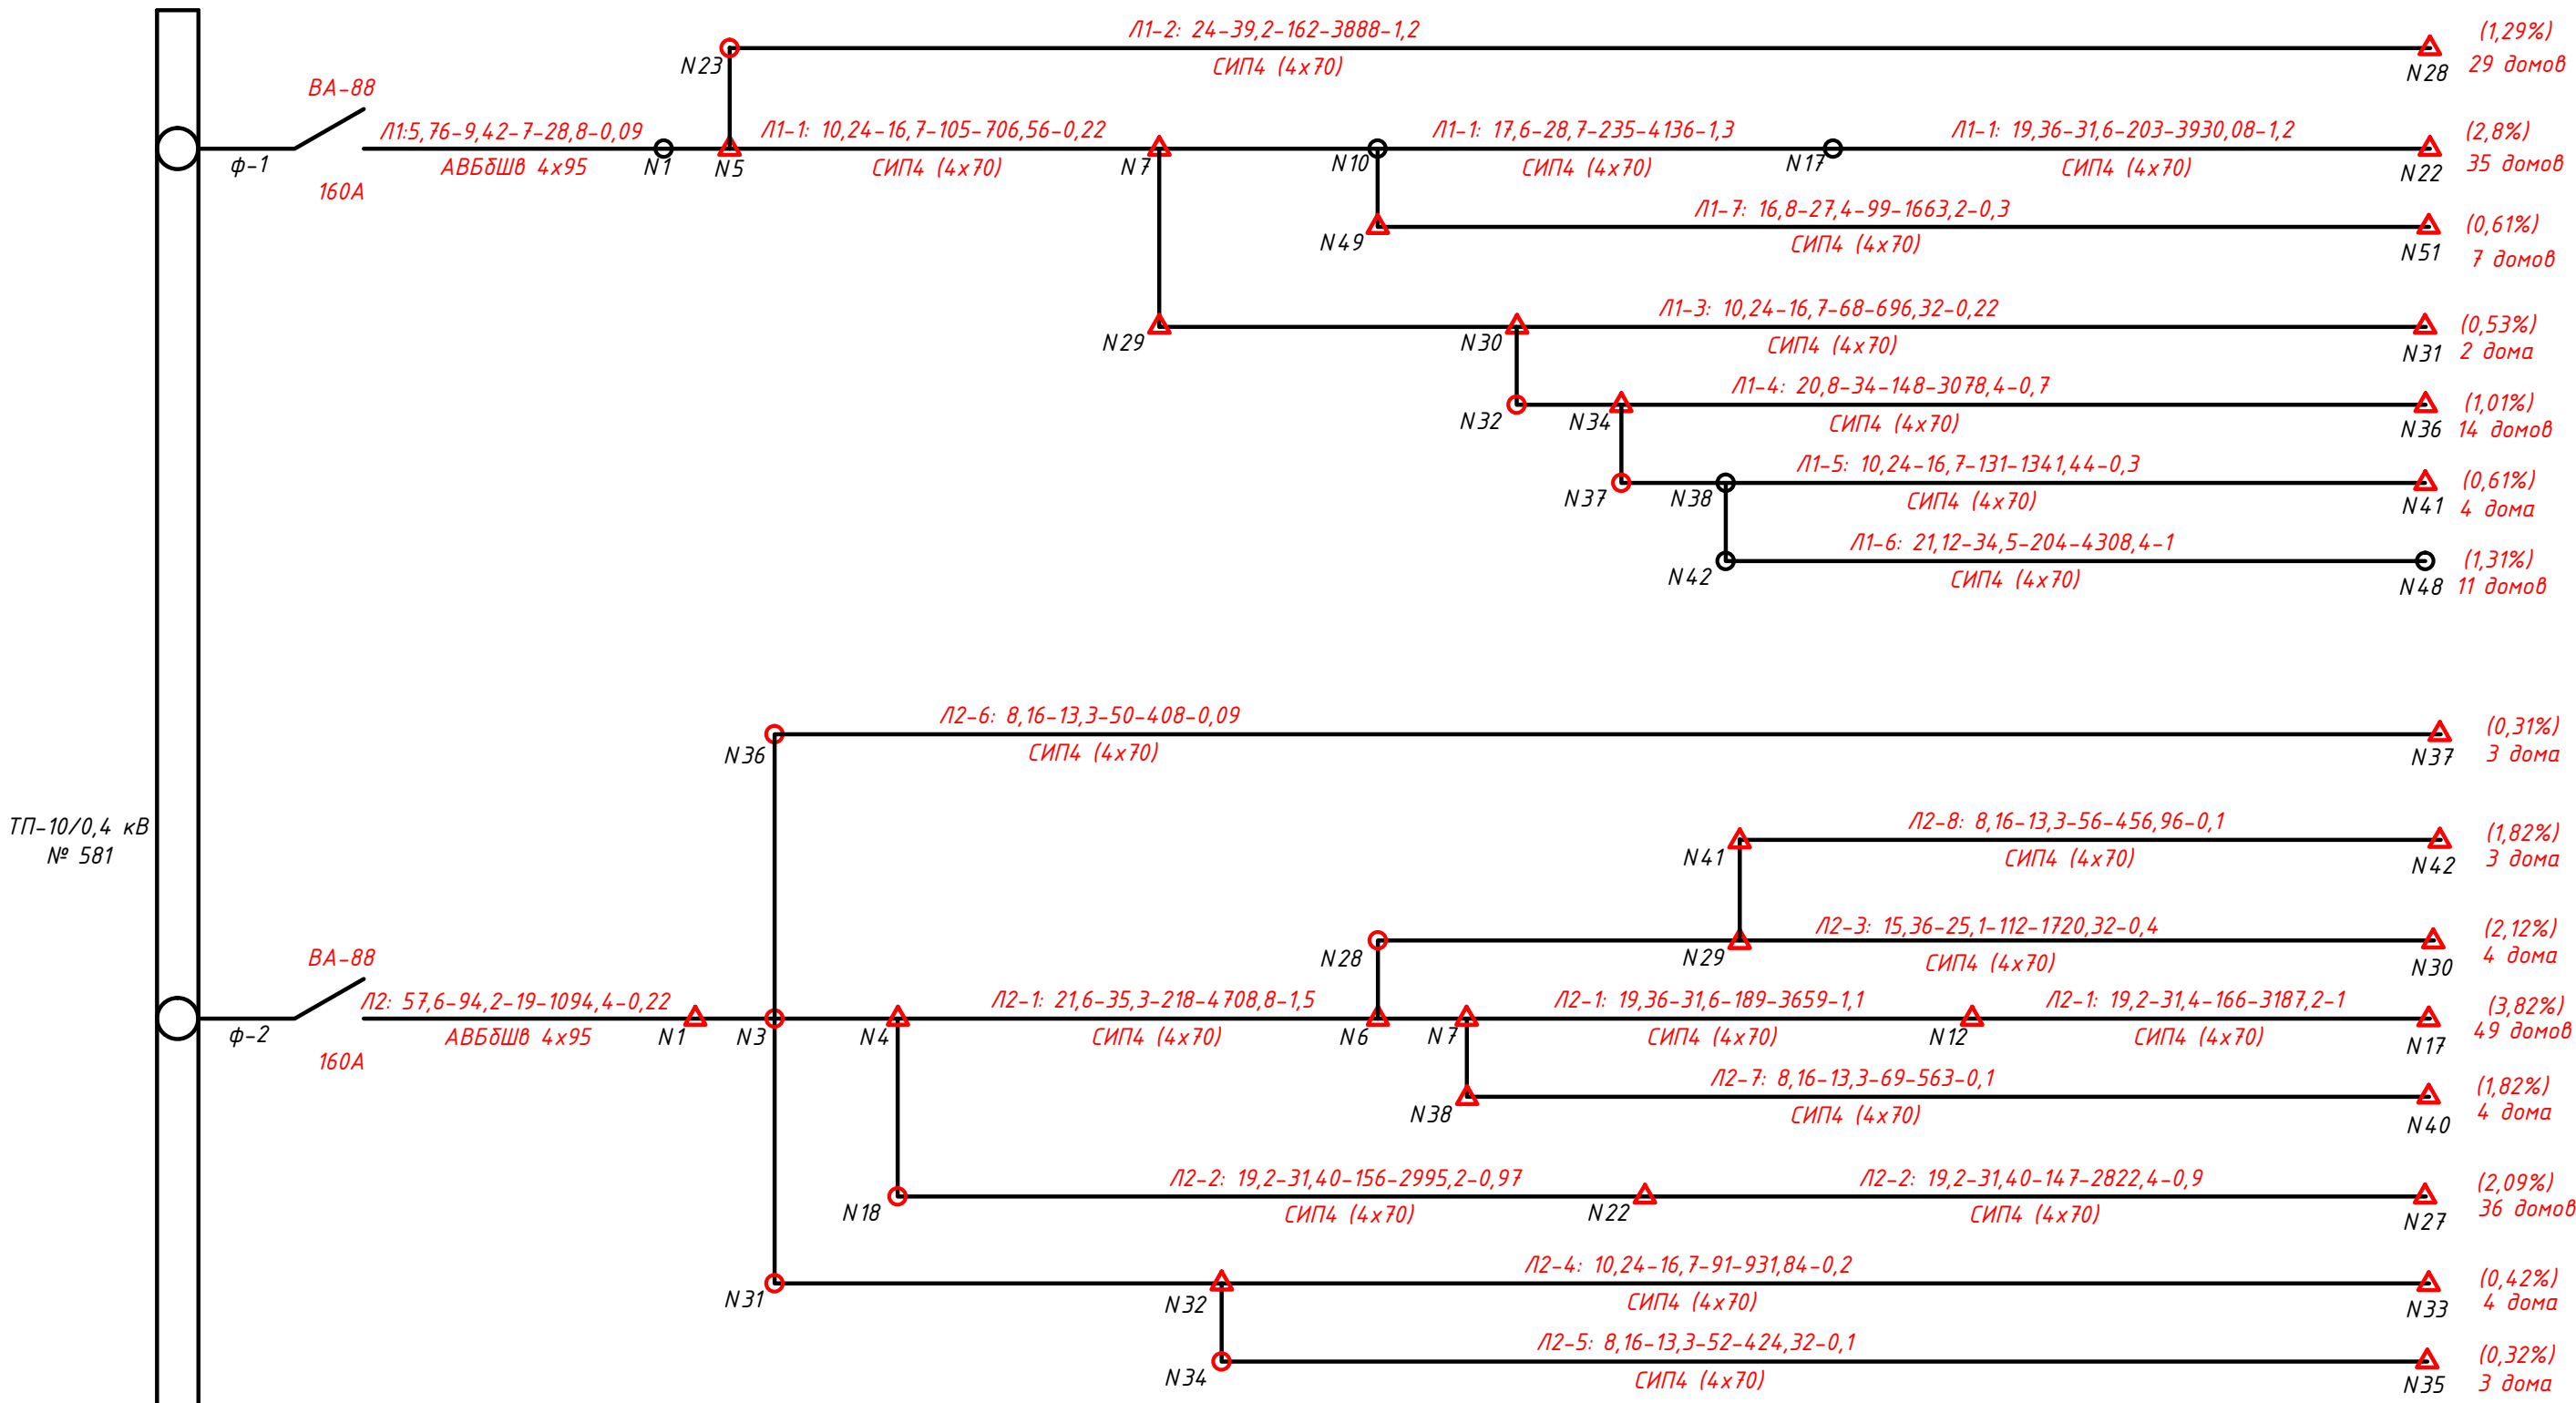 Л1-2: 24-39,2-162-3888-1,2
(1,29%)
N23
СИП4 (4х70)
N28
29 домов
ВА-88
Л1:5,76-9,42-7-28,8-0,09
Л1-1: 10,24-16,7-105-706,56-0,22
Л1-1: 17,6-28,7-235-4136-1,3
Л1-1: 19,36-31,6-203-3930,08-1,2
(2,8%)
ф-1
АВБбШв 4х95
N1
N5
СИП4 (4х70)
N7
N10
СИП4 (4х70)
N17
СИП4 (4х70)
N22
35 домов
160А
Л1-7: 16,8-27,4-99-1663,2-0,3
(0,61%)
N49
СИП4 (4х70)
N51
7 домов
Л1-3: 10,24-16,7-68-696,32-0,22
(0,53%)
N29
N30
СИП4 (4х70)
N31
2 дома
Л1-4: 20,8-34-148-3078,4-0,7
(1,01%)
N32
N34
СИП4 (4х70)
N36
14 домов
Л1-5: 10,24-16,7-131-1341,44-0,3
(0,61%)
N37
N38
СИП4 (4х70)
N41
4 дома
Л1-6: 21,12-34,5-204-4308,4-1
(1,31%)
N42
СИП4 (4х70)
N48
11 домов
Л2-6: 8,16-13,3-50-408-0,09
(0,31%)
N36
СИП4 (4х70)
N37
3 дома
ТП-10/0,4 кВ
№ 581
Л2-8: 8,16-13,3-56-456,96-0,1
(1,82%)
N41
СИП4 (4х70)
N42
3 дома
Л2-3: 15,36-25,1-112-1720,32-0,4
(2,12%)
N28
N29
СИП4 (4х70)
N30
4 дома
ВА-88
Л2: 57,6-94,2-19-1094,4-0,22
Л2-1: 21,6-35,3-218-4708,8-1,5
Л2-1: 19,36-31,6-189-3659-1,1
Л2-1: 19,2-31,4-166-3187,2-1
(3,82%)
ф-2
АВБбШв 4х95
N1
N3
N4
СИП4 (4х70)
N6
N7
СИП4 (4х70)
N12
СИП4 (4х70)
N17
49 домов
160А
Л2-7: 8,16-13,3-69-563-0,1
(1,82%)
N38
СИП4 (4х70)
N40
4 дома
Л2-2: 19,2-31,40-156-2995,2-0,97
Л2-2: 19,2-31,40-147-2822,4-0,9
(2,09%)
N18
СИП4 (4х70)
N22
СИП4 (4х70)
N27
36 домов
Л2-4: 10,24-16,7-91-931,84-0,2
(0,42%)
N31
N32
СИП4 (4х70)
N33
4 дома
Л2-5: 8,16-13,3-52-424,32-0,1
(0,32%)
N34
СИП4 (4х70)
N35
3 дома